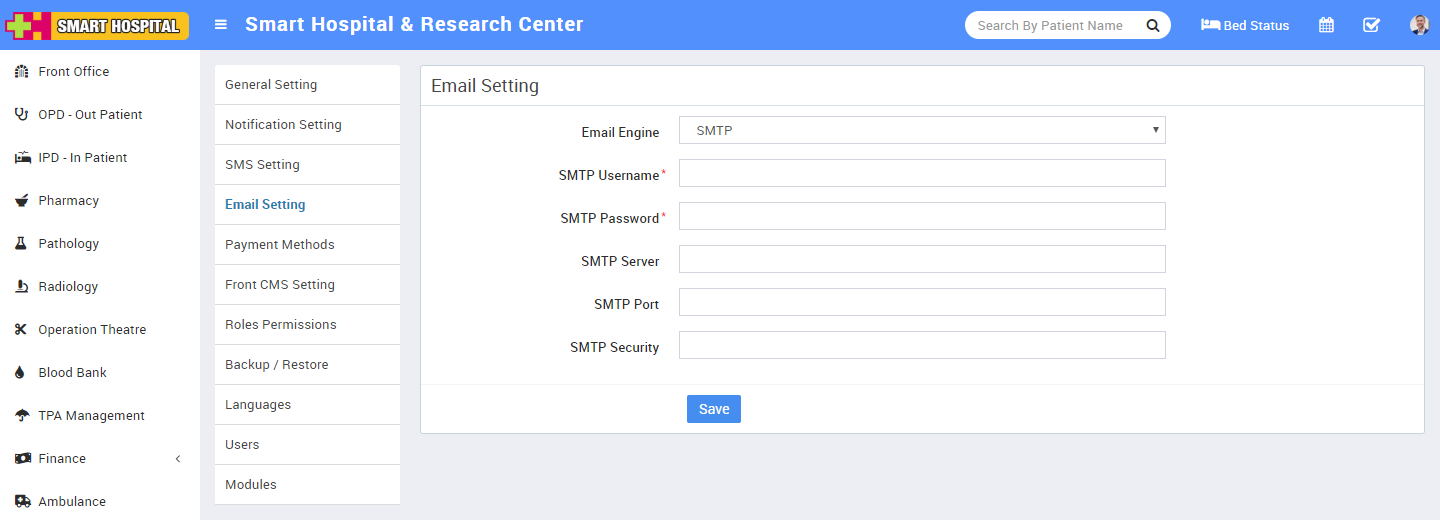 SMART HOSPITAL
Smart Hospital & Research Center
Search By Patient Name
Bed Status
Front Office
OPD - Out Patient
IPD - In Patient
Pharmacy
Pathology
Radiology
Operation Theatre
Blood Bank
TPA Management
Finance
Ambulance
General Setting
Notification Setting
SMS Setting
Email Setting
Payment Methods
Front CMS Setting
Roles Permissions
Backup / Restore
Languages
Users
Modules
Email Setting
Email Engine SMTP
SMTP Username*
SMTP Password*
SMTP Server
SMTP Port
SMTP Security
Save